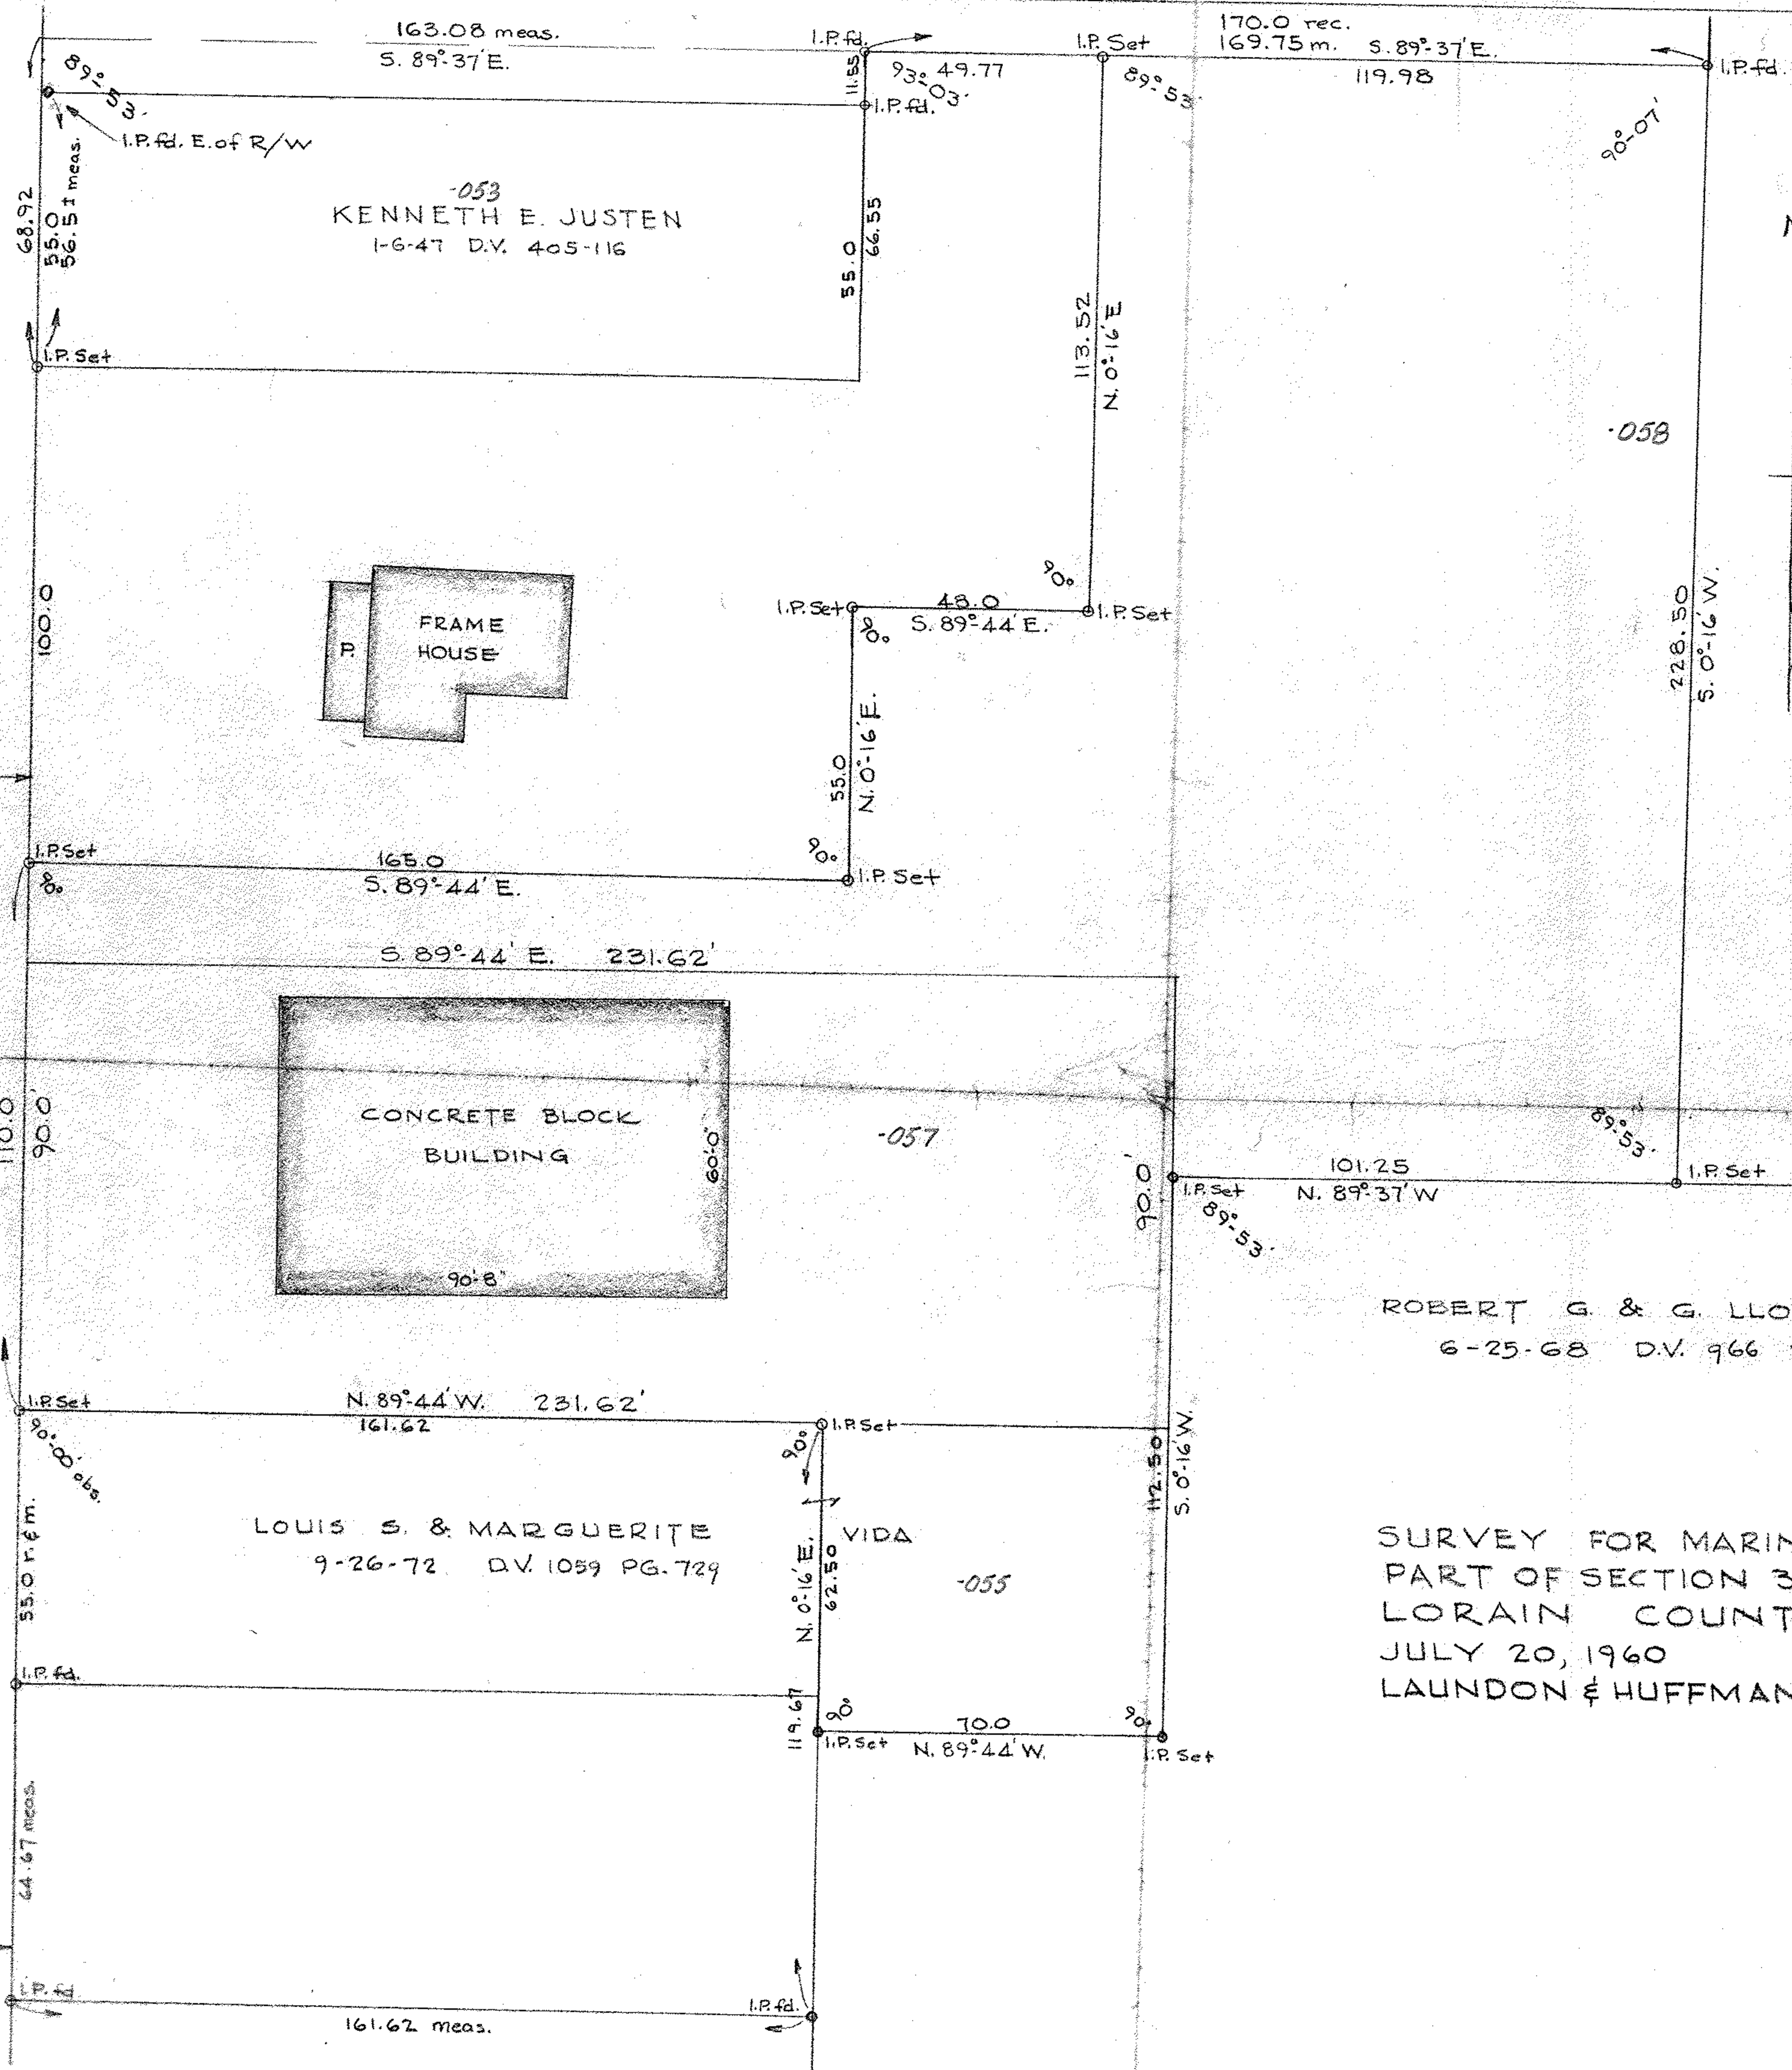 163.08 meas.
S. 89°-37' E.
I.P. fd.
I.P. Set
170.0 rec.
169.75 m. S. 89°-37' E.
119.98
I.P. fd.
89°-53'
11.55
93°-03'
49.77
89°-53'
90°-07'
I.P. fd.
I.P. fd. E. of R/W
68.92
55.0
56.5± meas.
-053
KENNETH E. JUSTEN
1-6-47 D.V. 405-116
55.0
66.55
113.52
N. 0°-16' E
I.P. Set
-058
100.0
FRAME
HOUSE
P.
90°
I.P. Set
48.0
S. 89°-44' E.
I.P. Set
90°
228.50
S. 0°-16' W.
55.0
N. 0°-16' E.
I.P. Set
90°
165.0
S. 89°-44' E.
90°
I.P. Set
S. 89°-44' E. 231.62'
110.0
90.0'
CONCRETE BLOCK
BUILDING
60'-0"
90'-8"
-057
90.0'
89°-53'
101.25
N. 89°-37' W
I.P. Set
I.P. Set
89°-53'
ROBERT G. & G. LLO
6-25-68 D.V. 966
I.P. Set
N. 89°-44' W. 231.62'
161.62
I.P. Set
90°-00' obs.
90°
112.50
S. 0°-16' W.
55.0 r. & m.
LOUIS S. & MARGUERITE VIDA
9-26-72 D.V. 1059 PG. 729
N. 0°-16' E.
62.50
-055
SURVEY FOR MARIN
PART OF SECTION 3
LORAIN COUNT
JULY 20, 1960
LAUNDON & HUFFMAN
I.P. fd.
119.67
90°
90°
70.0
I.P. Set
N. 89°-44' W.
I.P. Set
64.67 meas.
I.P. fd
I.P. fd.
161.62 meas.